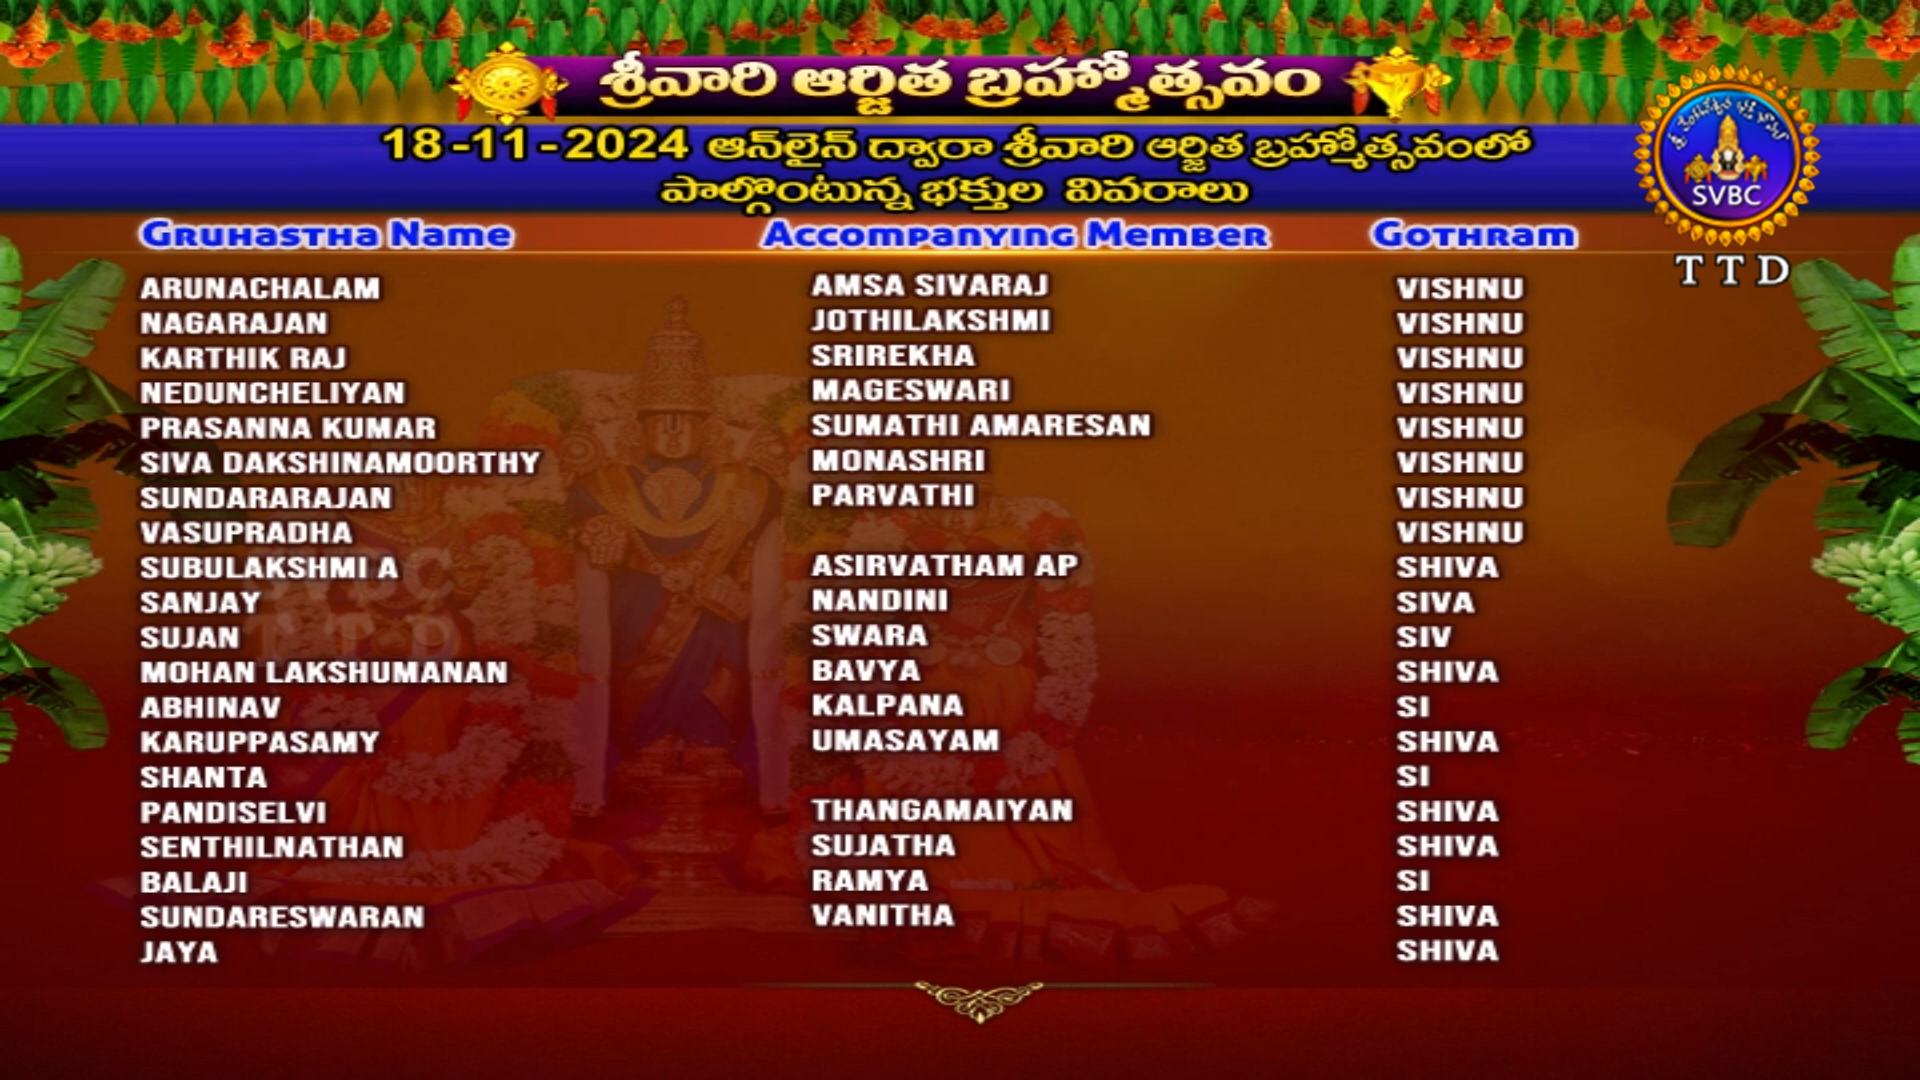 శ్రీవారి ఆర్జిత బ్రహ్మోత్సవం
18-11-2024 ఆన్‌లైన్ ద్వారా శ్రీవారి ఆర్జిత బ్రహ్మోత్సవంలో
పాల్గొంటున్న భక్తుల వివరాలు
SVBC
TTD
Gruhastha Name Accompanying Member Gothram
ARUNACHALAM AMSA SIVARAJ VISHNU
NAGARAJAN JOTHILAKSHMI VISHNU
KARTHIK RAJ SRIREKHA VISHNU
NEDUNCHELIYAN MAGESWARI VISHNU
PRASANNA KUMAR SUMATHI AMARESAN VISHNU
SIVA DAKSHINAMOORTHY MONASHRI VISHNU
SUNDARARAJAN PARVATHI VISHNU
VASUPRADHA VISHNU
SUBULAKSHMI A ASIRVATHAM AP SHIVA
SANJAY NANDINI SIVA
SUJAN SWARA SIV
MOHAN LAKSHUMANAN BAVYA SHIVA
ABHINAV KALPANA SI
KARUPPASAMY UMASAYAM SHIVA
SHANTA SI
PANDISELVI THANGAMAIYAN SHIVA
SENTHILNATHAN SUJATHA SHIVA
BALAJI RAMYA SI
SUNDARESWARAN VANITHA SHIVA
JAYA SHIVA
SVBC
TTD